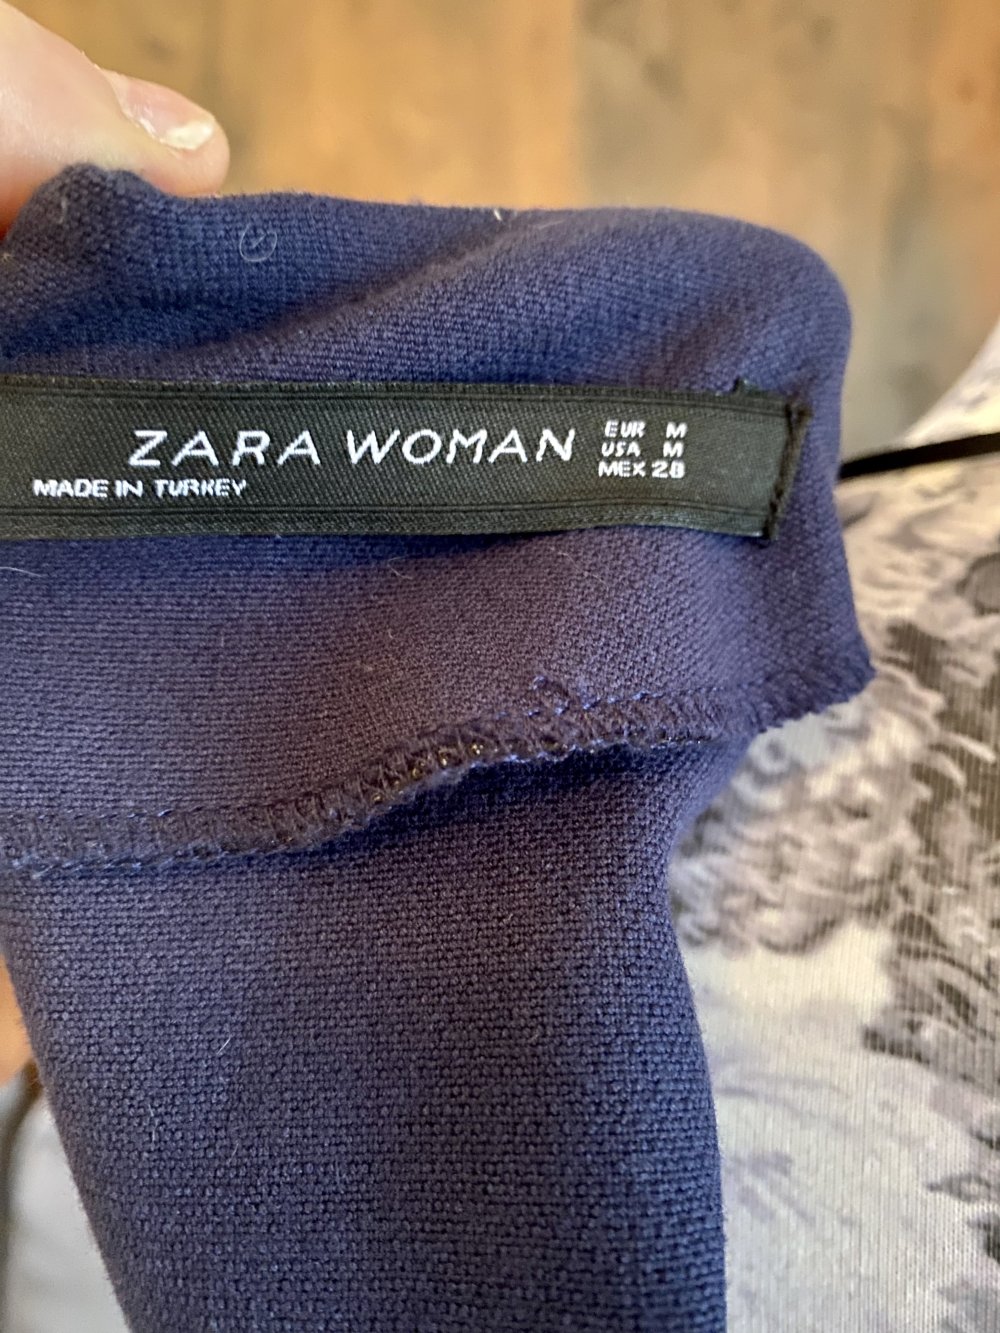 ZARA WOMAN
MADE IN TURKEY
EUR M
USA M
MEX 28